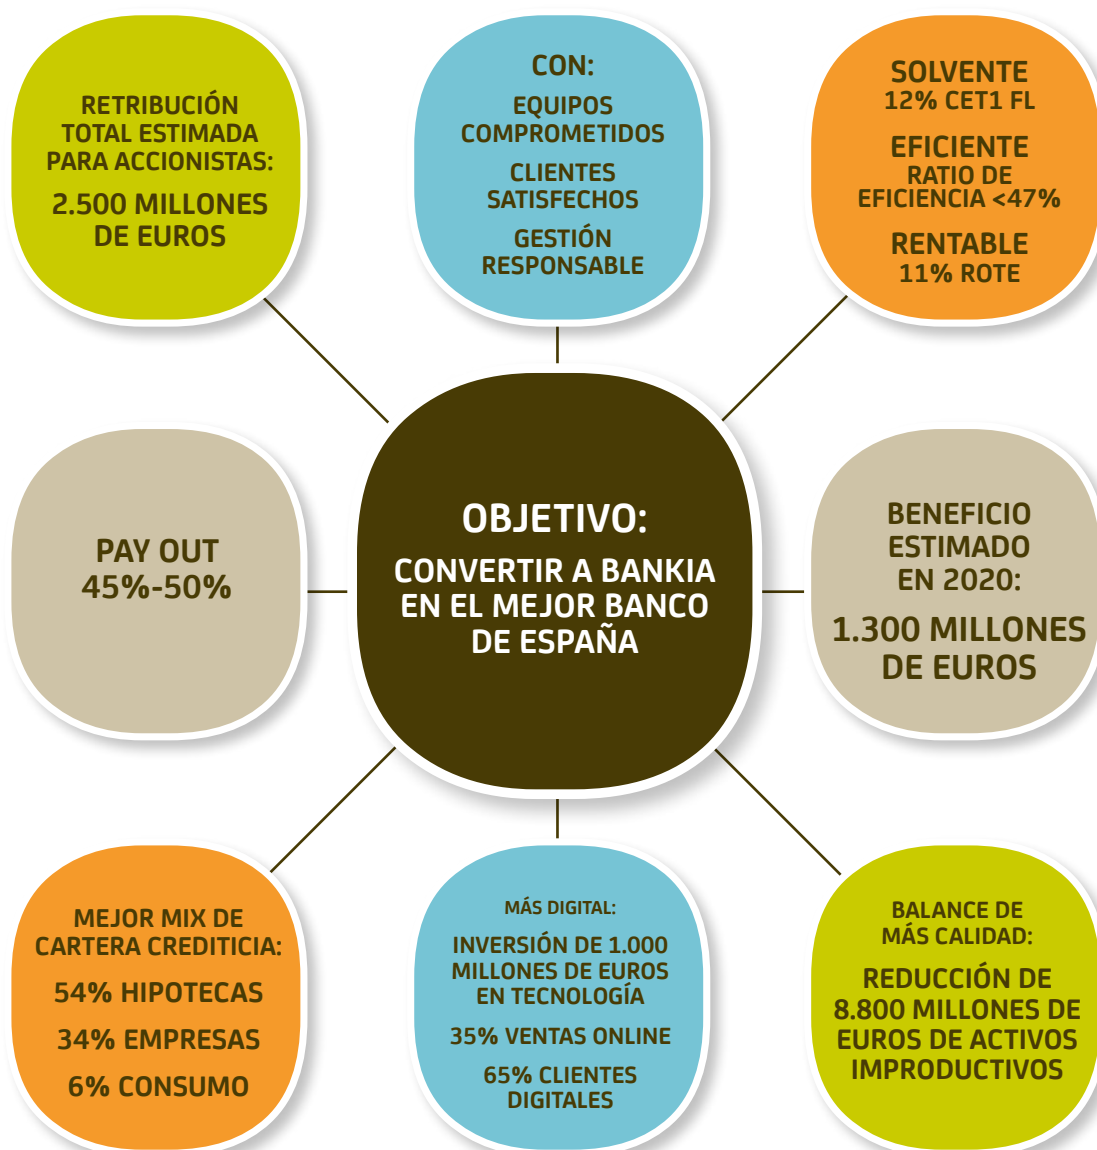 RETRIBUCIÓN
TOTAL ESTIMADA
PARA ACCIONISTAS:
2.500 MILLONES
DE EUROS
CON:
EQUIPOS
COMPROMETIDOS
CLIENTES
SATISFECHOS
GESTIÓN
RESPONSABLE
SOLVENTE
12% CET1 FL
EFICIENTE
RATIO DE
EFICIENCIA <47%
RENTABLE
11% ROTE
PAY OUT
45%-50%
OBJETIVO:
CONVERTIR A BANKIA
EN EL MEJOR BANCO
DE ESPAÑA
BENEFICIO
ESTIMADO
EN 2020:
1.300 MILLONES
DE EUROS
MEJOR MIX DE
CARTERA CREDITICIA:
54% HIPOTECAS
34% EMPRESAS
6% CONSUMO
MÁS DIGITAL:
INVERSIÓN DE 1.000
MILLONES DE EUROS
EN TECNOLOGÍA
35% VENTAS ONLINE
65% CLIENTES
DIGITALES
BALANCE DE
MÁS CALIDAD:
REDUCCIÓN DE
8.800 MILLONES DE
EUROS DE ACTIVOS
IMPRODUCTIVOS